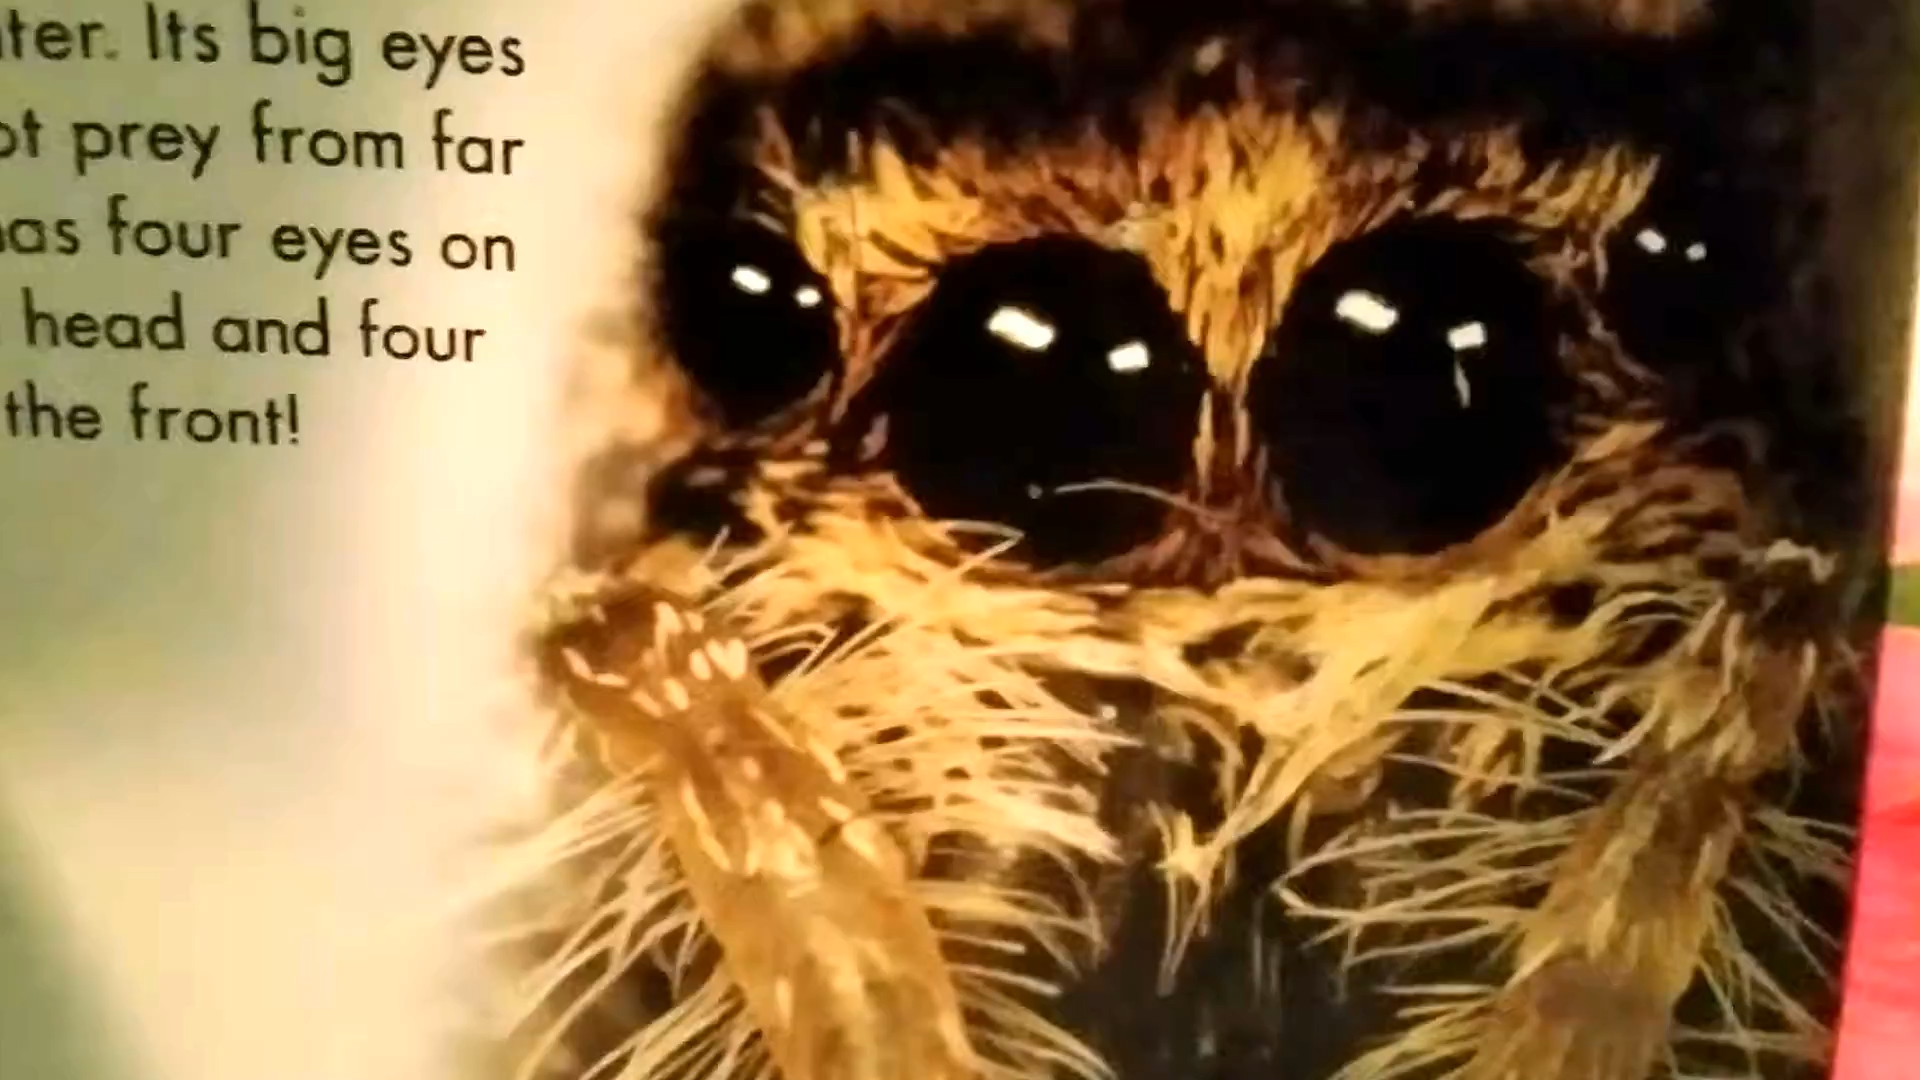 ter. Its big eyes
ot prey from far
as four eyes on
head and four
the front!